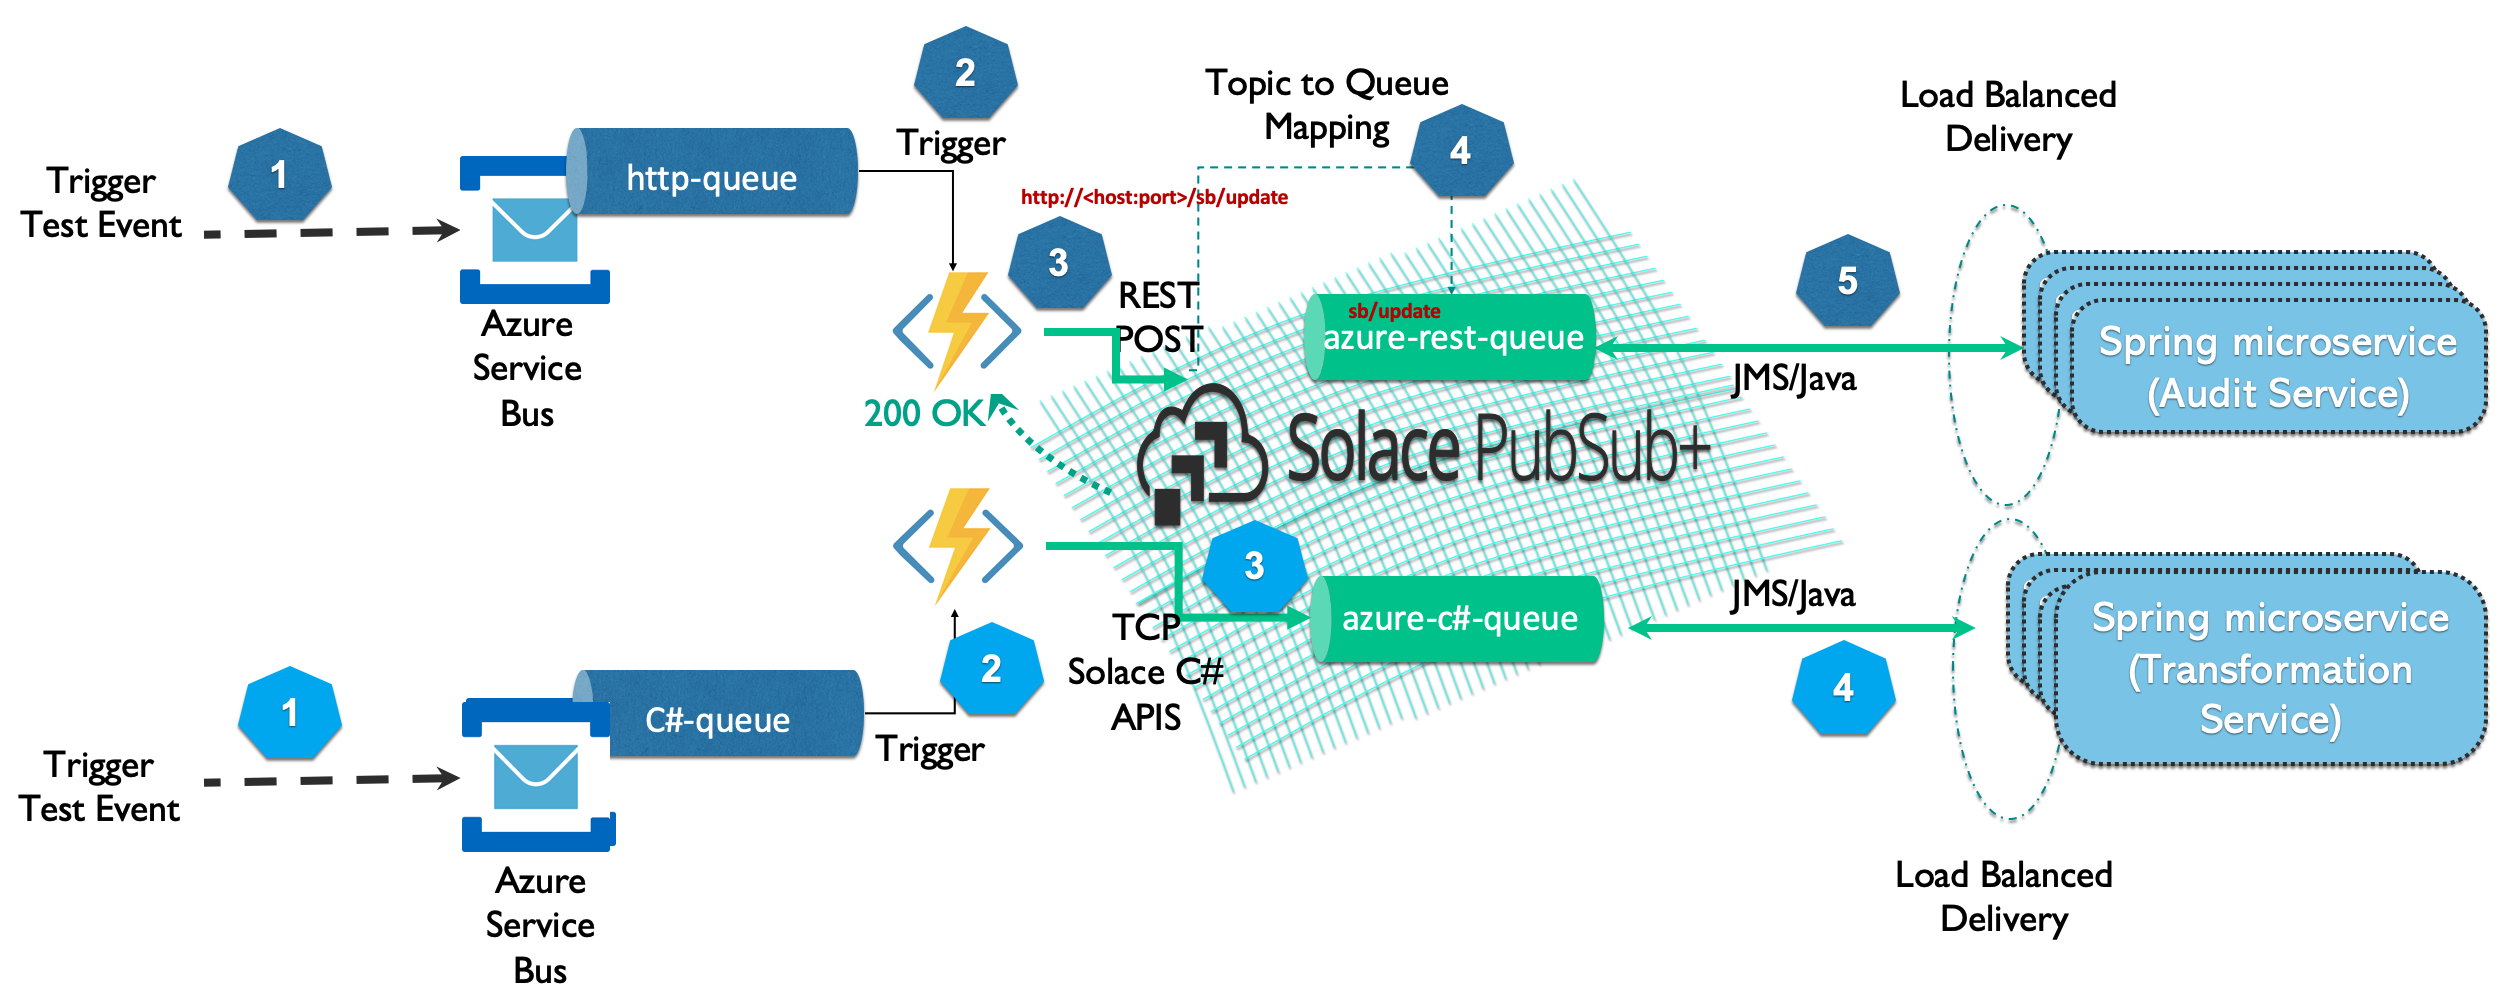 2
Topic to Queue
Mapping
Load Balanced
Delivery
1
Trigger
4
Trigger
Test Event
http-queue
http://<host:port>/sb/update
3
5
REST
POST
sb/update
azure-rest-queue
Azure
Service
Bus
Spring microservice
(Audit Service)
JMS/Java
200 OK
Solace PubSub+
3
JMS/Java
TCP
Solace C#
APIS
azure-c#-queue
Spring microservice
(Transformation
Service)
2
4
1
C#-queue
Trigger
Trigger
Test Event
Azure
Service
Bus
Load Balanced
Delivery